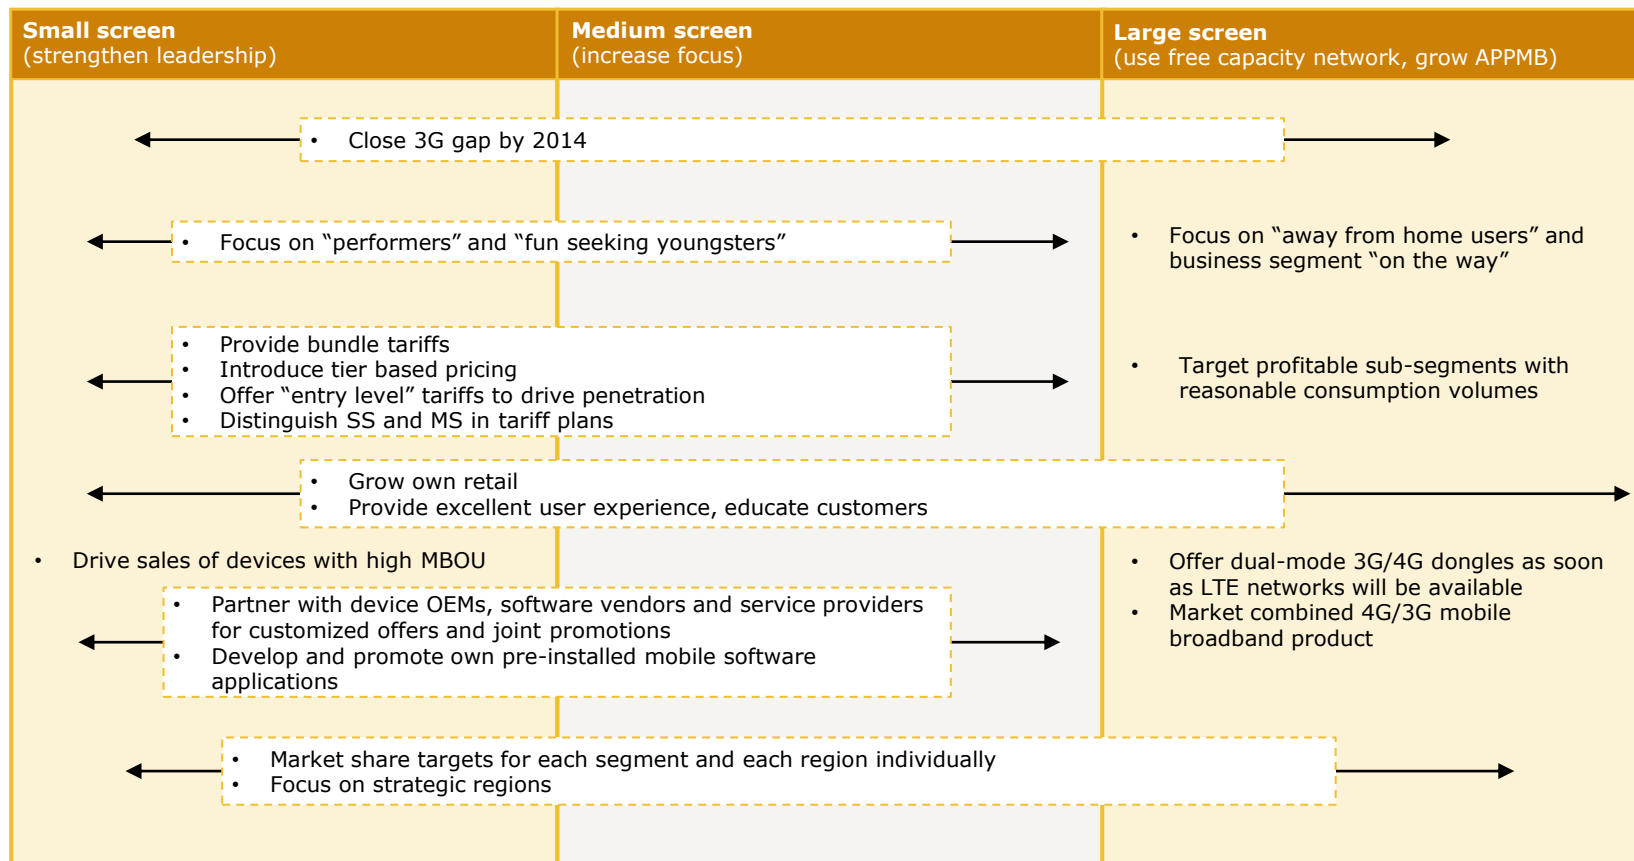 Small screen
(strengthen leadership)
Medium screen
(increase focus)
Large screen
(use free capacity network, grow APPMB)
• Close 3G gap by 2014
• Focus on “performers” and “fun seeking youngsters”
• Focus on “away from home users” and
business segment “on the way”
• Provide bundle tariffs
• Introduce tier based pricing
• Offer “entry level” tariffs to drive penetration
• Distinguish SS and MS in tariff plans
• Target profitable sub-segments with
reasonable consumption volumes
• Grow own retail
• Provide excellent user experience, educate customers
• Drive sales of devices with high MBOU
• Partner with device OEMs, software vendors and service providers
for customized offers and joint promotions
• Develop and promote own pre-installed mobile software
applications
• Offer dual-mode 3G/4G dongles as soon
as LTE networks will be available
• Market combined 4G/3G mobile
broadband product
• Market share targets for each segment and each region individually
• Focus on strategic regions